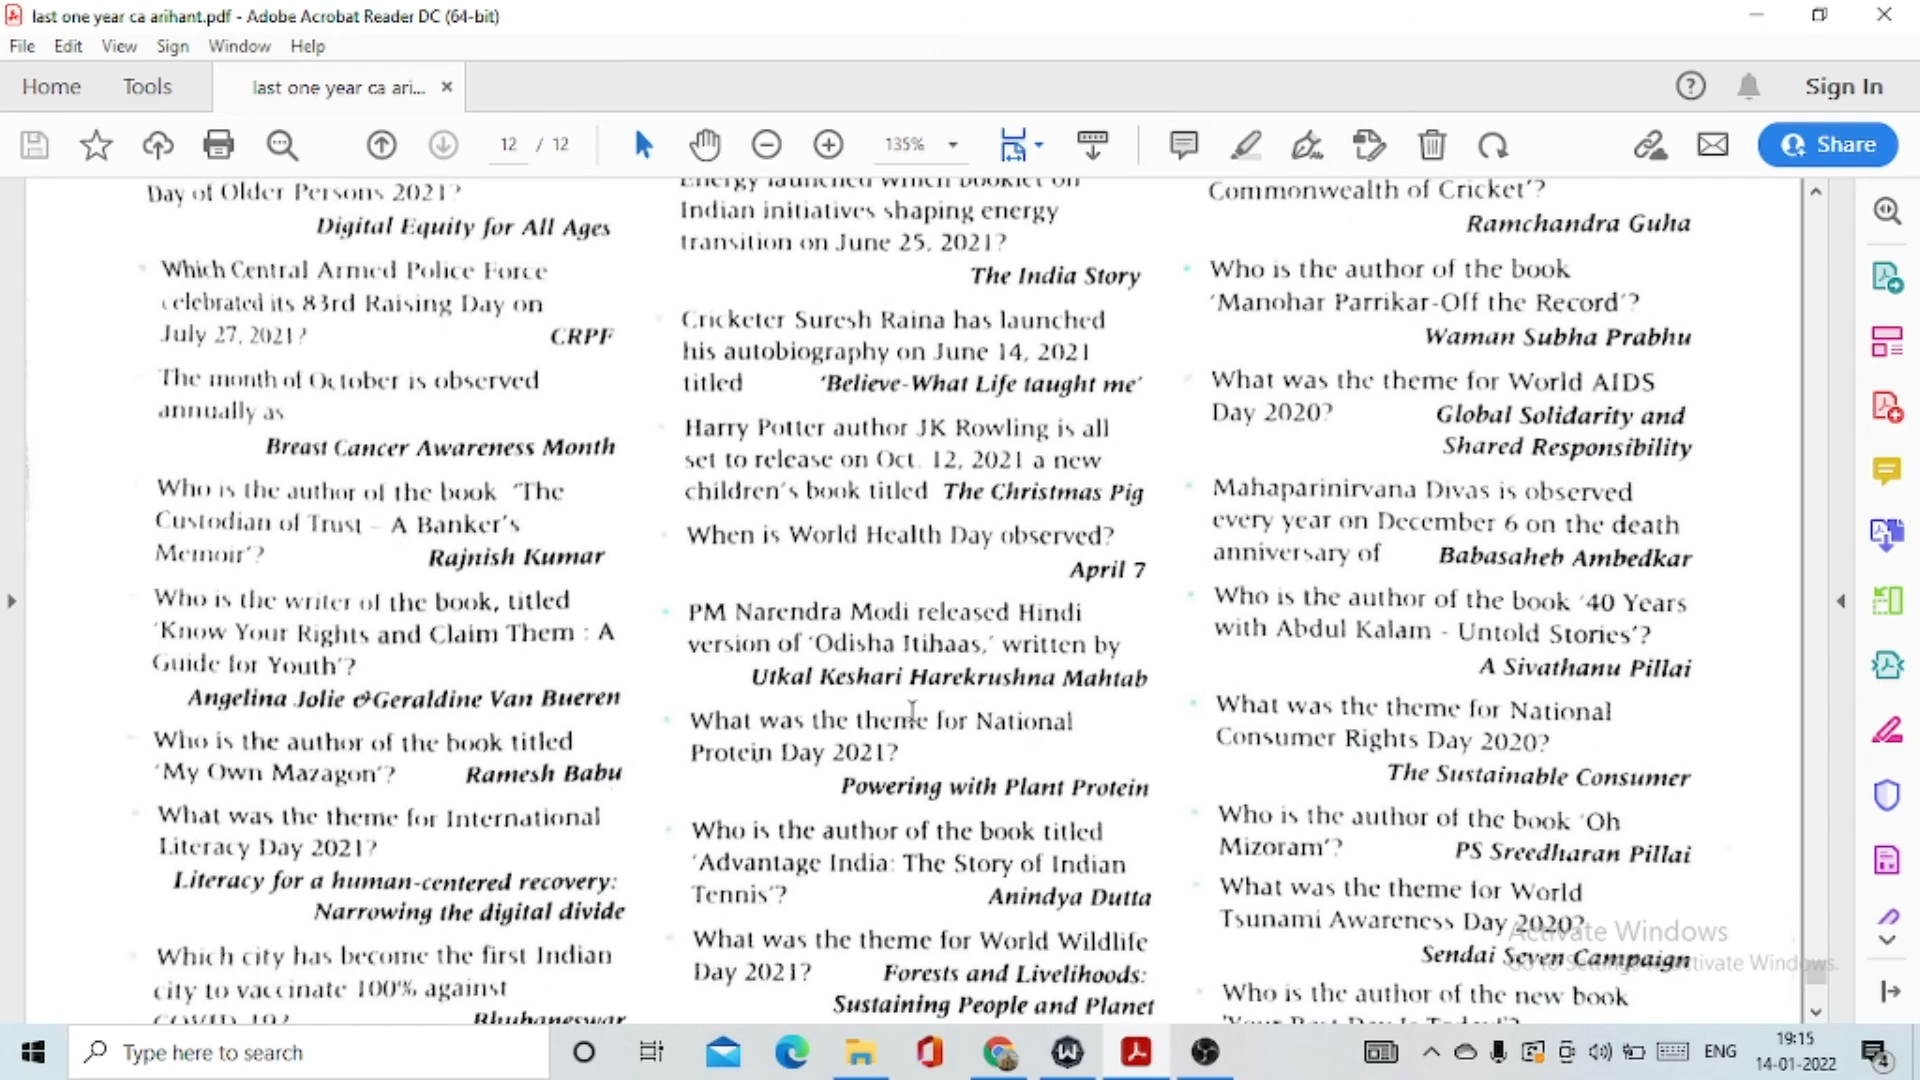 last one year ca arihant.pdf - Adobe Acrobat Reader DC (64-bit)
File Edit View Sign Window Help
Home Tools last one year ca ari... × Sign In
12 / 12 135% Share
Day of Older Persons 2021?
Digital Equity for All Ages
Which Central Armed Police Force
celebrated its 83rd Raising Day on
July 27, 2021? CRPF
The month of October is observed
annually as
Breast Cancer Awareness Month
Who is the author of the book 'The
Custodian of Trust – A Banker's
Memoir'? Rajnish Kumar
Who is the writer of the book, titled
'Know Your Rights and Claim Them : A
Guide for Youth'?
Angelina Jolie &Geraldine Van Bueren
Who is the author of the book titled
'My Own Mazagon'? Ramesh Babu
What was the theme for International
Literacy Day 2021?
Literacy for a human-centered recovery:
Narrowing the digital divide
Which city has become the first Indian
city to vaccinate 100% against
COVID-19? Bhubaneswar
Energy launched which booklet on
Indian initiatives shaping energy
transition on June 25, 2021?
The India Story
Cricketer Suresh Raina has launched
his autobiography on June 14, 2021
titled 'Believe-What Life taught me'
Harry Potter author JK Rowling is all
set to release on Oct. 12, 2021 a new
children's book titled The Christmas Pig
When is World Health Day observed?
April 7
PM Narendra Modi released Hindi
version of 'Odisha Itihaas,' written by
Utkal Keshari Harekrushna Mahtab
What was the theme for National
Protein Day 2021?
Powering with Plant Protein
Who is the author of the book titled
'Advantage India: The Story of Indian
Tennis'? Anindya Dutta
What was the theme for World Wildlife
Day 2021? Forests and Livelihoods:
Sustaining People and Planet
Commonwealth of Cricket'?
Ramchandra Guha
Who is the author of the book
'Manohar Parrikar-Off the Record'?
Waman Subha Prabhu
What was the theme for World AIDS
Day 2020? Global Solidarity and
Shared Responsibility
Mahaparinirvana Divas is observed
every year on December 6 on the death
anniversary of Babasaheb Ambedkar
Who is the author of the book '40 Years
with Abdul Kalam - Untold Stories'?
A Sivathanu Pillai
What was the theme for National
Consumer Rights Day 2020?
The Sustainable Consumer
Who is the author of the book 'Oh
Mizoram'? PS Sreedharan Pillai
What was the theme for World
Tsunami Awareness Day 2020?
Sendai Seven Campaign
Who is the author of the new book
'Your Best Day Is Today!'?
Activate Windows
Go to Settings to activate Windows.
Type here to search
ENG
19:15
14-01-2022
4